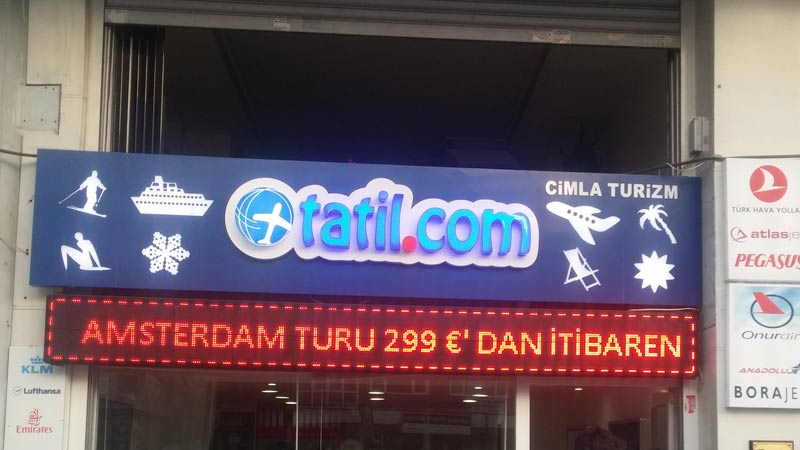 tatil.com
CiMLA TURiZM
AMSTERDAM TURU 299 €' DAN İTİBAREN
KLM
Lufthansa
Emirates
TÜRK HAVA YOLLA
atlasje
PEGASUS
Onurair
ANADOLUJE
BORAJE